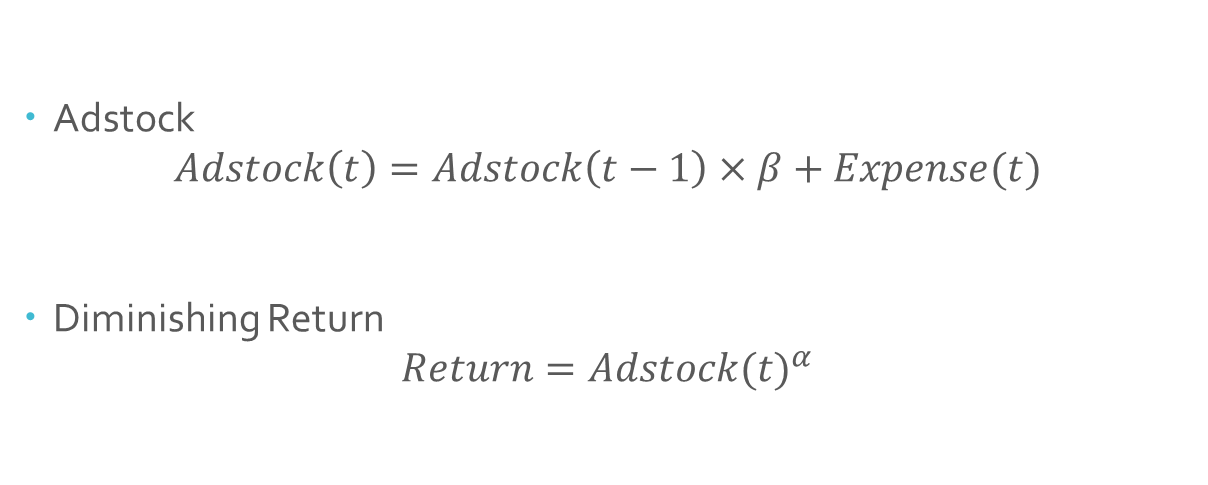 • Adstock
Adstock(t) = Adstock(t − 1) × β + Expense(t)
• Diminishing Return
Return = Adstock(t)^α